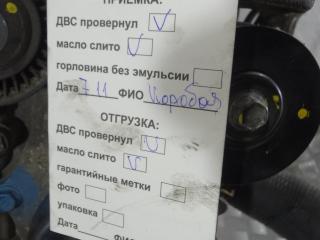 ПРИЕМКА:
ДВС провернул
масло слито
горловина без эмульсии
Дата 7-11 ФИО
ОТГРУЗКА:
ДВС провернул
масло слито
гарантийные метки
фото
упаковка
Дата